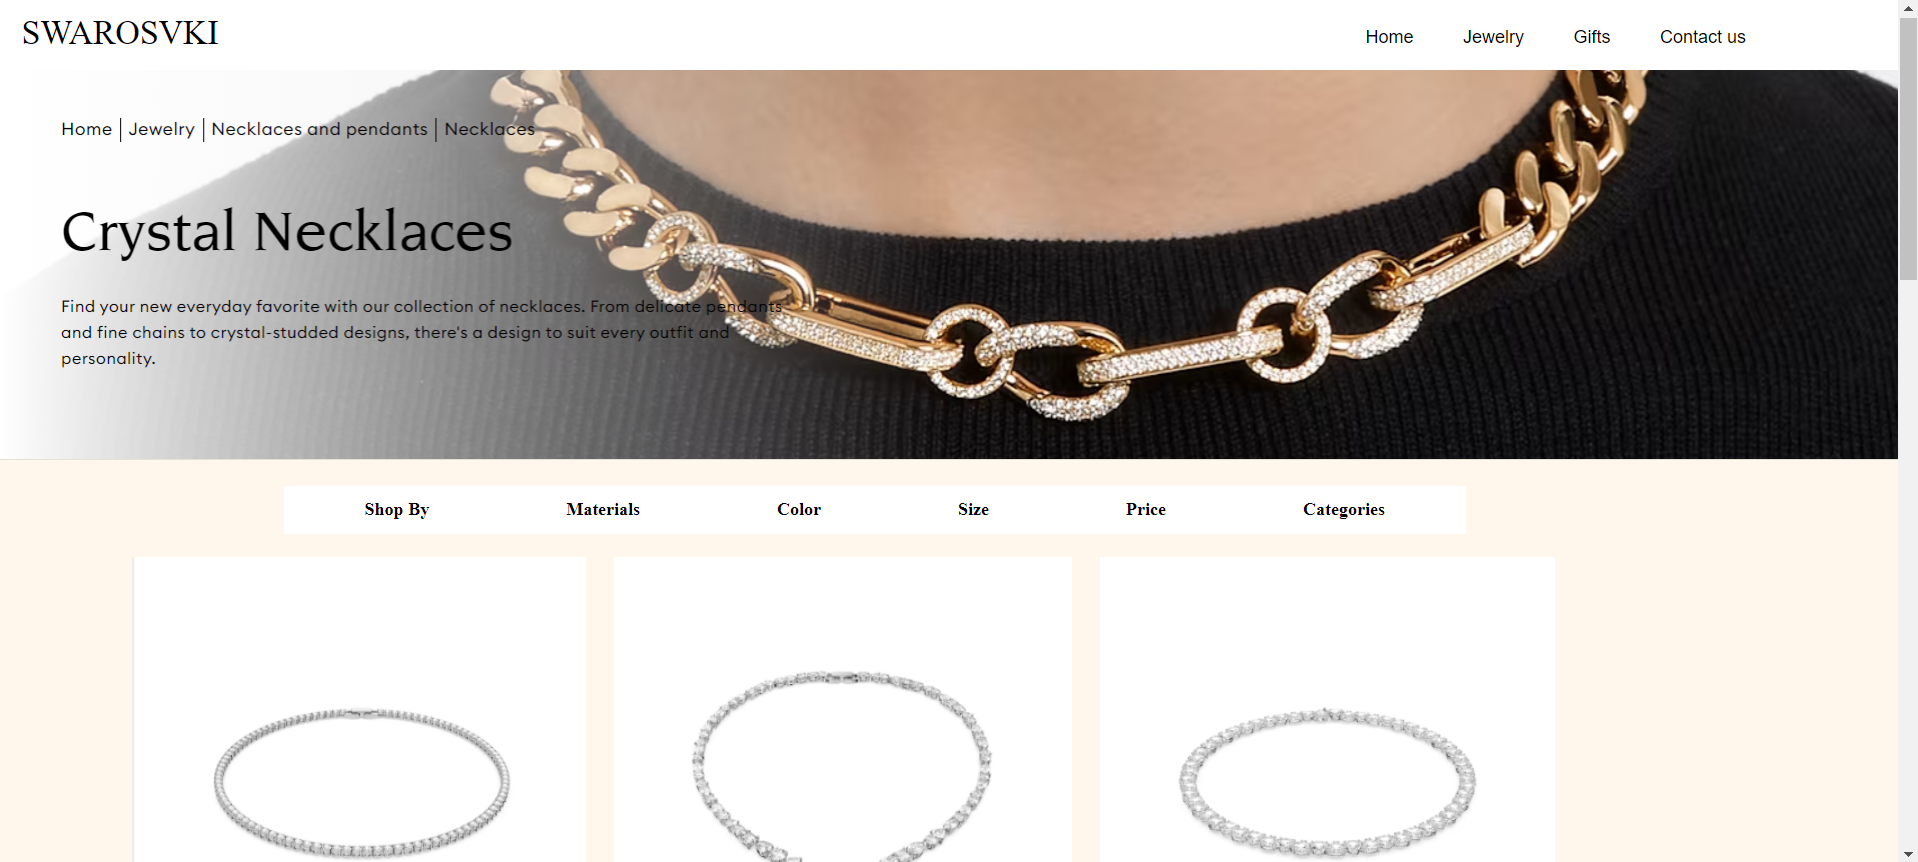 SWAROSVKI
Home Jewelry Gifts Contact us
Home | Jewelry | Necklaces and pendants | Necklaces
Crystal Necklaces
Find your new everyday favorite with our collection of necklaces. From delicate pendants
and fine chains to crystal-studded designs, there's a design to suit every outfit and
personality.
Shop By Materials Color Size Price Categories